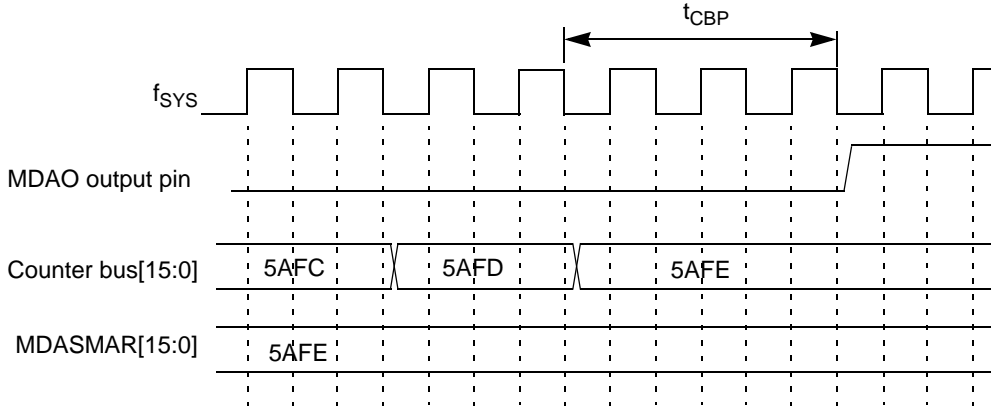 tCBP
fSYS
MDAO output pin
Counter bus[15:0]
5AFC
5AFD
5AFE
MDASMAR[15:0]
5AFE